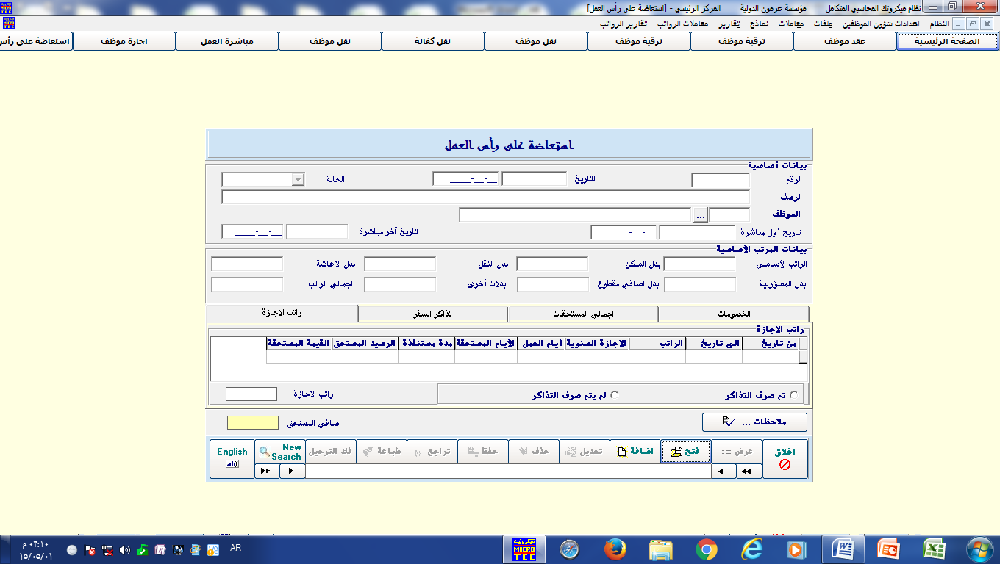 نظام ميكروتك المحاسبي المتكامل مؤسسة عرمون الدولية المركز الرئيسي - [استعاضة على رأس العمل]
النظام اعدادات شؤون الموظفين ملفات معاملات نماذج تقارير معاملات الرواتب تقارير الرواتب
الصفحة الرئيسية عقد موظف ترقية موظف ترقية موظف نقل موظف نقل كفالة نقل موظف مباشرة العمل اجازة موظف استعاضة على رأس
استعاضة على رأس العمل
بيانات أساسية
الرقم التاريخ __-__-____ الحالة
الوصف
الموظف ...
تاريخ أول مباشرة __-__-____ تاريخ آخر مباشرة __-__-____
بيانات المرتب الأساسية
الراتب الأساسي بدل السكن بدل النقل بدل الاعاشة
بدل المسؤولية بدل اضافي مقطوع بدلات أخرى اجمالي الراتب
الخصومات اجمالي المستحقات تذاكر السفر راتب الاجازة
راتب الاجازة
من تاريخ الى تاريخ الراتب الاجازة السنوية أيام العمل الأيام المستحقة مدة مستنفذة الرصيد المستحق القيمة المستحقة
تم صرف التذاكر لم يتم صرف التذاكر راتب الاجازة
ملاحظات ... صافي المستحق
اغلاق عرض فتح اضافة تعديل حذف حفظ تراجع طباعة فك الترحيل New Search English
ab
ميكروتيك
MICRO
TEC
AR
٠٣:١٠ م
١٥/٠٥/٠١